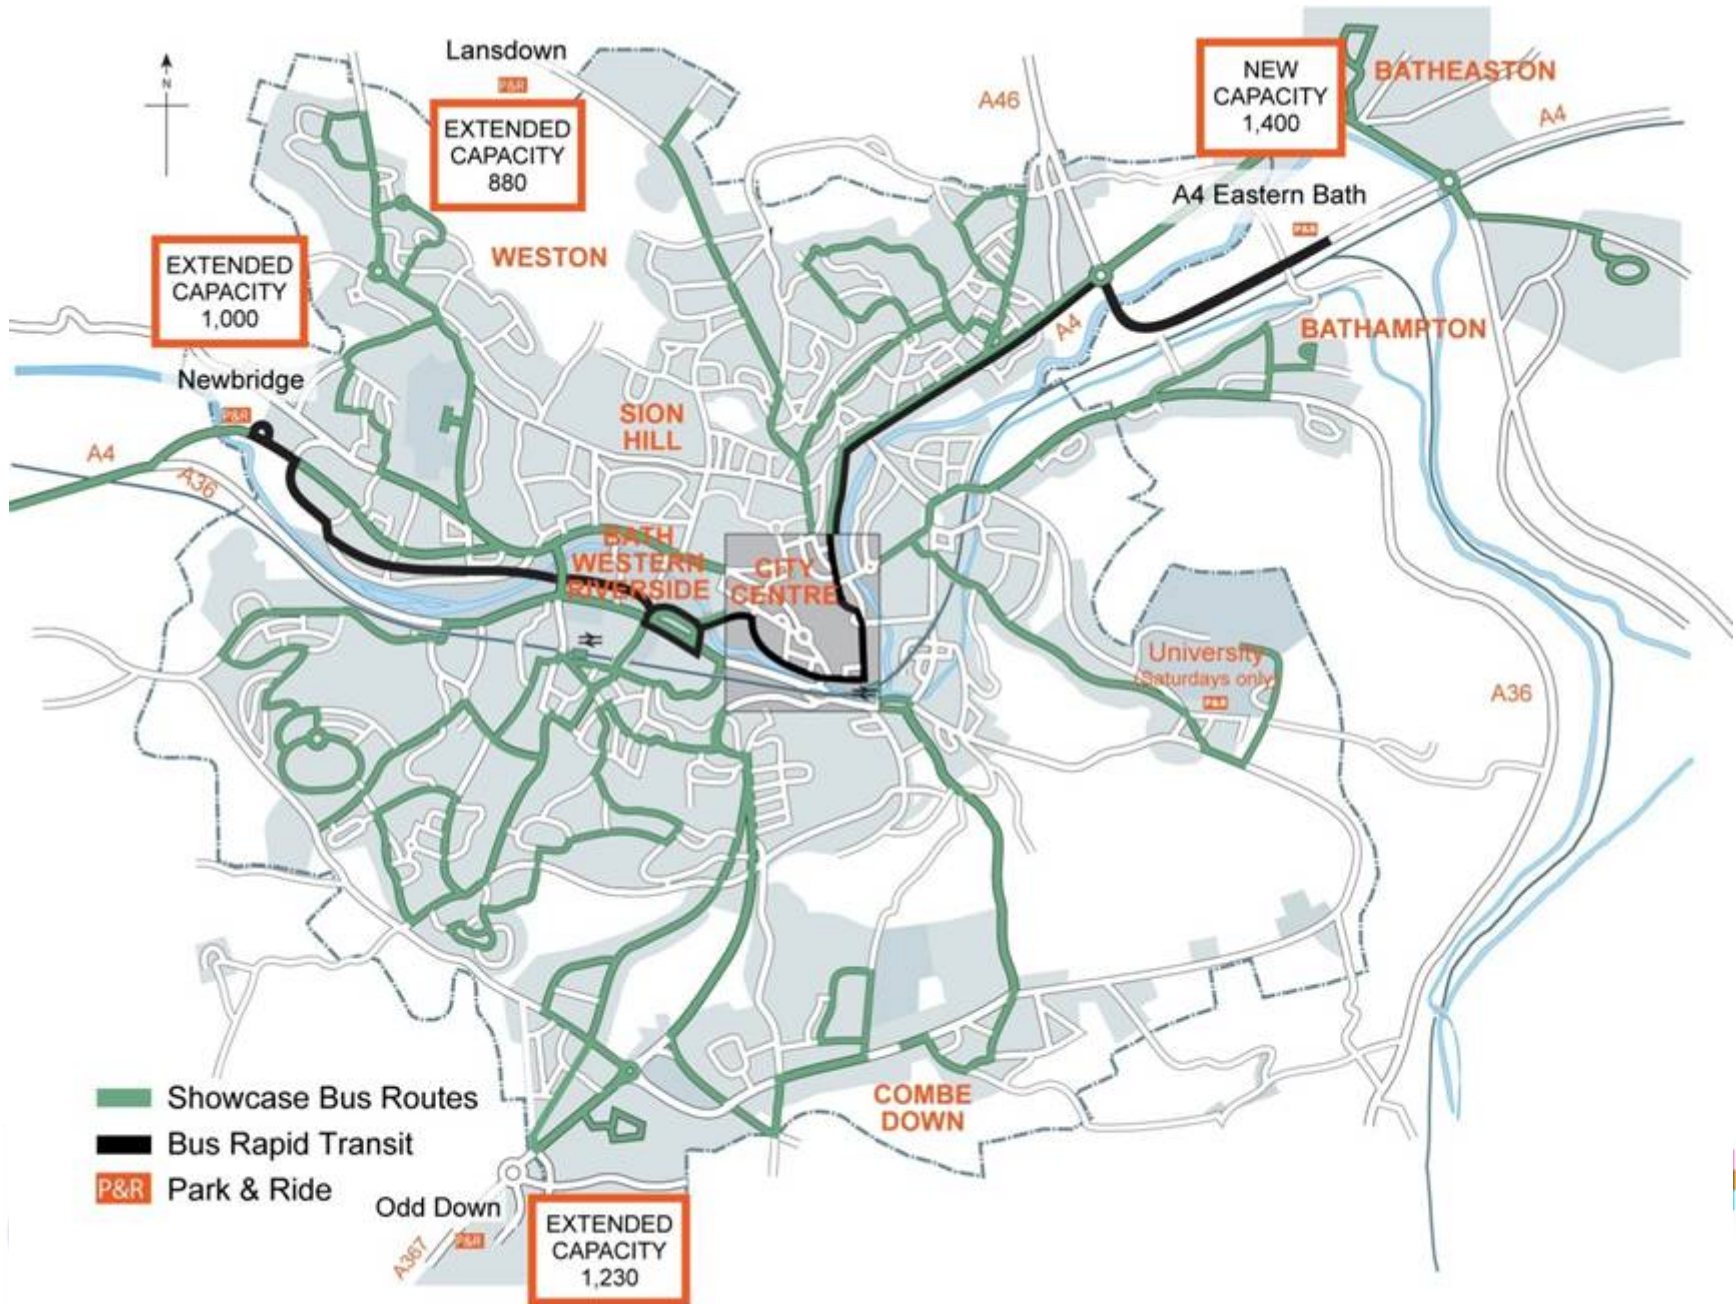 Lansdown
P&R
EXTENDED
CAPACITY
880
N
A46
NEW
CAPACITY
1,400
BATHEASTON
A4
A4 Eastern Bath
P&R
WESTON
EXTENDED
CAPACITY
1,000
BATHAMPTON
A4
Newbridge
P&R
SION
HILL
A4
A36
BATH
WESTERN
RIVERSIDE
CITY
CENTRE
University
(Saturdays only)
P&R
A36
COMBE
DOWN
Showcase Bus Routes
Bus Rapid Transit
P&R Park & Ride
Odd Down
P&R
A367
EXTENDED
CAPACITY
1,230